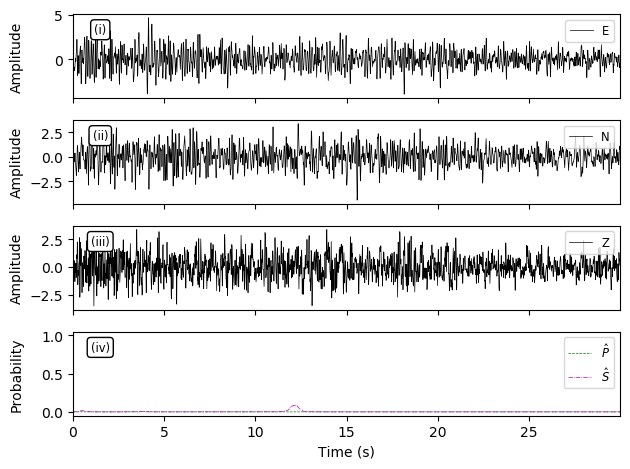 5
0
Amplitude
(i)
E
2.5
0.0
−2.5
Amplitude
(ii)
N
2.5
0.0
−2.5
Amplitude
(iii)
Z
1.0
0.5
0.0
Probability
(iv)
P̂
Ŝ
0 5 10 15 20 25
Time (s)